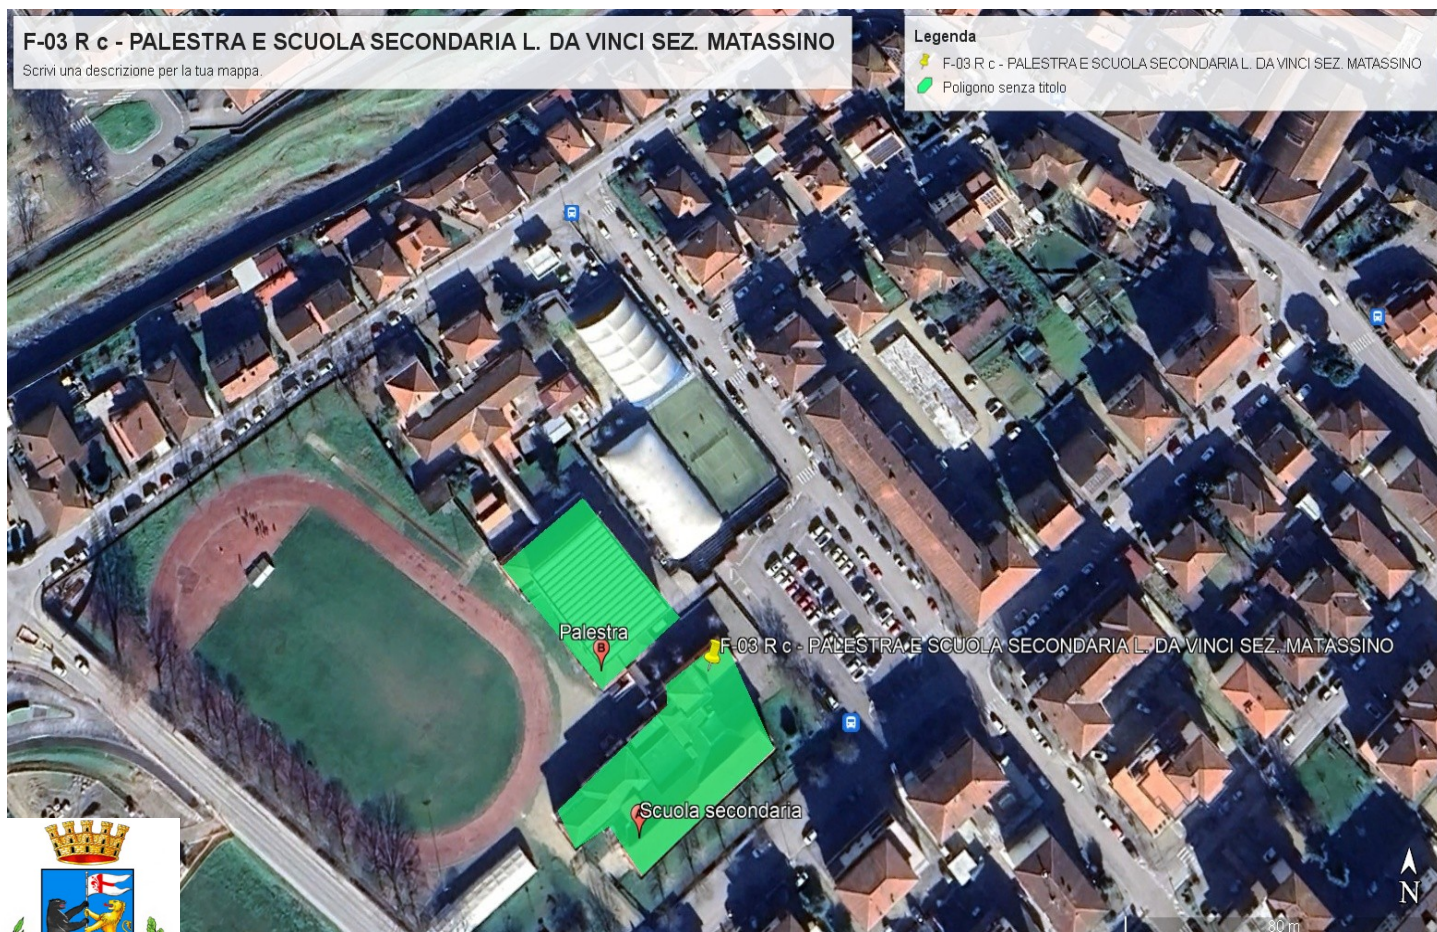 F-03 R c - PALESTRA E SCUOLA SECONDARIA L. DA VINCI SEZ. MATASSINO
Scrivi una descrizione per la tua mappa.
Legenda
F-03 R c - PALESTRA E SCUOLA SECONDARIA L. DA VINCI SEZ. MATASSINO
Poligono senza titolo
Palestra
B
F-03 R c - PALESTRA E SCUOLA SECONDARIA L. DA VINCI SEZ. MATASSINO
Scuola secondaria
N
80 m